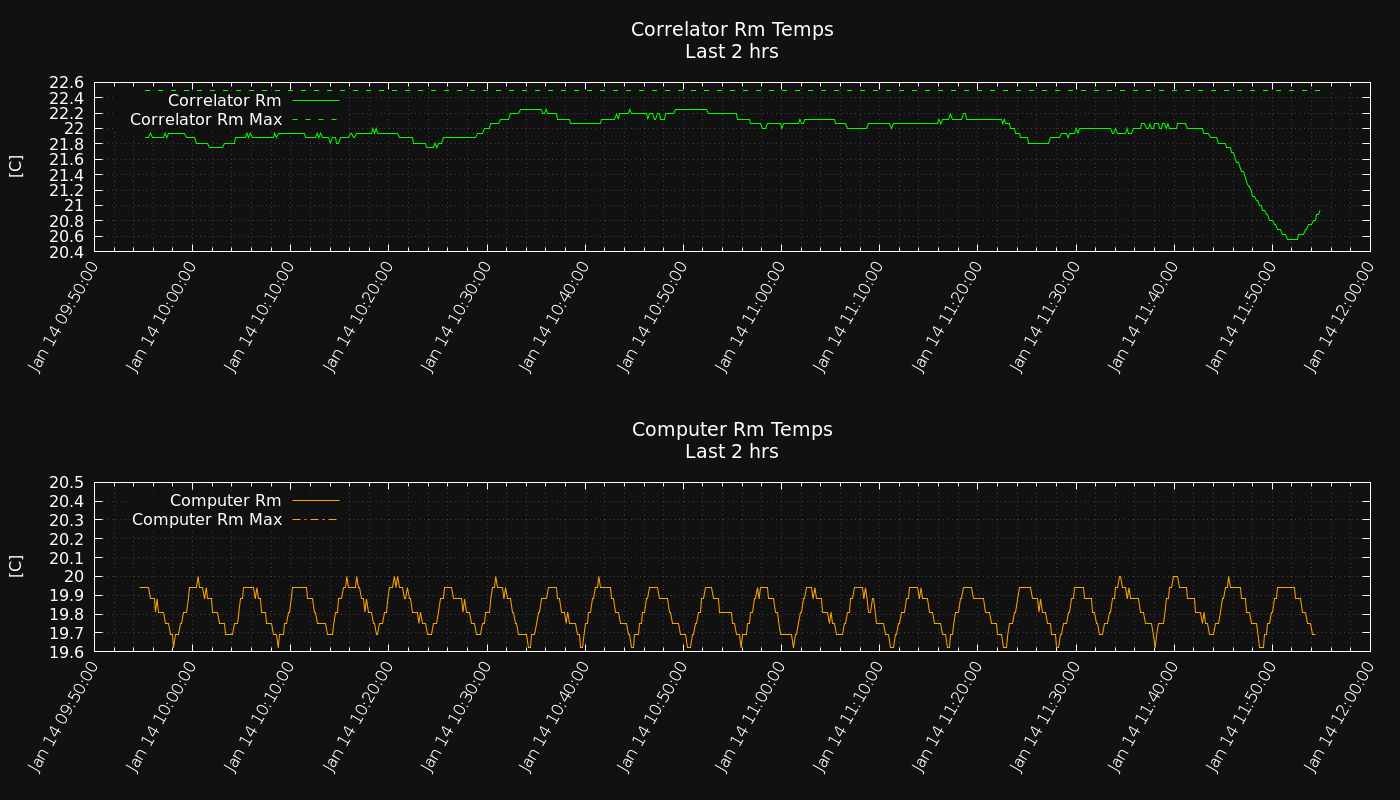 Correlator Rm Temps
Last 2 hrs
22.6
22.4
22.2
22
21.8
21.6
21.4
21.2
21
20.8
20.6
20.4
[C]
Correlator Rm
Correlator Rm Max
Jan 14 09:50:00
Jan 14 10:00:00
Jan 14 10:10:00
Jan 14 10:20:00
Jan 14 10:30:00
Jan 14 10:40:00
Jan 14 10:50:00
Jan 14 11:00:00
Jan 14 11:10:00
Jan 14 11:20:00
Jan 14 11:30:00
Jan 14 11:40:00
Jan 14 11:50:00
Jan 14 12:00:00
Computer Rm Temps
Last 2 hrs
20.5
20.4
20.3
20.2
20.1
20
19.9
19.8
19.7
19.6
[C]
Computer Rm
Computer Rm Max
Jan 14 09:50:00
Jan 14 10:00:00
Jan 14 10:10:00
Jan 14 10:20:00
Jan 14 10:30:00
Jan 14 10:40:00
Jan 14 10:50:00
Jan 14 11:00:00
Jan 14 11:10:00
Jan 14 11:20:00
Jan 14 11:30:00
Jan 14 11:40:00
Jan 14 11:50:00
Jan 14 12:00:00